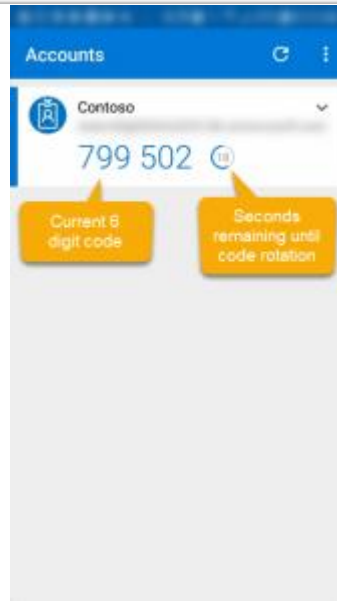 Accounts
Contoso
799 502
18
Current 6
digit code
Seconds
remaining until
code rotation